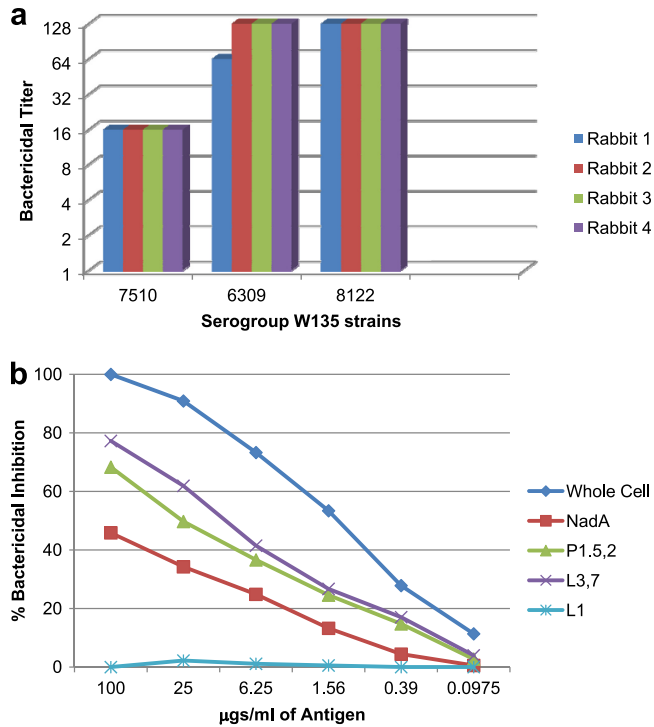 a
128
64
32
16
8
4
2
1
Bactericidal Titer
7510 6309 8122
Serogroup W135 strains
Rabbit 1
Rabbit 2
Rabbit 3
Rabbit 4
b
100
80
60
40
20
0
% Bactericidal Inhibition
100 25 6.25 1.56 0.39 0.0975
μgs/ml of Antigen
Whole Cell
NadA
P1.5,2
L3,7
L1